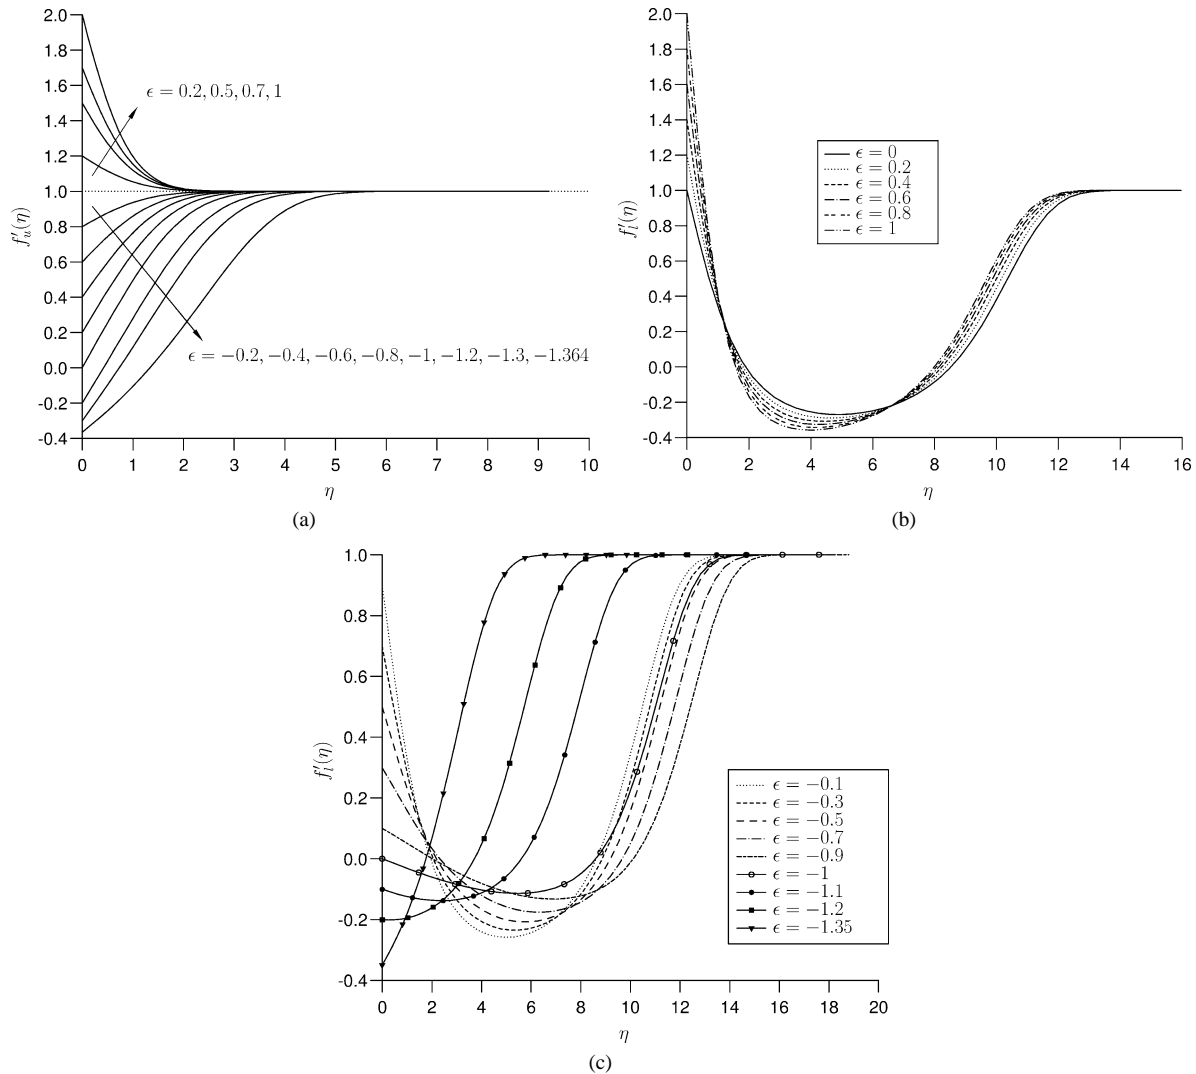 2.0
1.8
1.6
1.4
1.2
1.0
0.8
0.6
0.4
0.2
0.0
-0.2
-0.4
f′u(η)
ϵ = 0.2, 0.5, 0.7, 1
ϵ = −0.2, −0.4, −0.6, −0.8, −1, −1.2, −1.3, −1.364
0 1 2 3 4 5 6 7 8 9 10
η
(a)
2.0
1.8
1.6
1.4
1.2
1.0
0.8
0.6
0.4
0.2
0.0
-0.2
-0.4
f′l(η)
ϵ = 0
ϵ = 0.2
ϵ = 0.4
ϵ = 0.6
ϵ = 0.8
ϵ = 1
0 2 4 6 8 10 12 14 16
η
(b)
1.0
0.8
0.6
0.4
0.2
0.0
-0.2
-0.4
f′l(η)
ϵ = −0.1
ϵ = −0.3
ϵ = −0.5
ϵ = −0.7
ϵ = −0.9
ϵ = −1
ϵ = −1.1
ϵ = −1.2
ϵ = −1.35
0 2 4 6 8 10 12 14 16 18 20
η
(c)